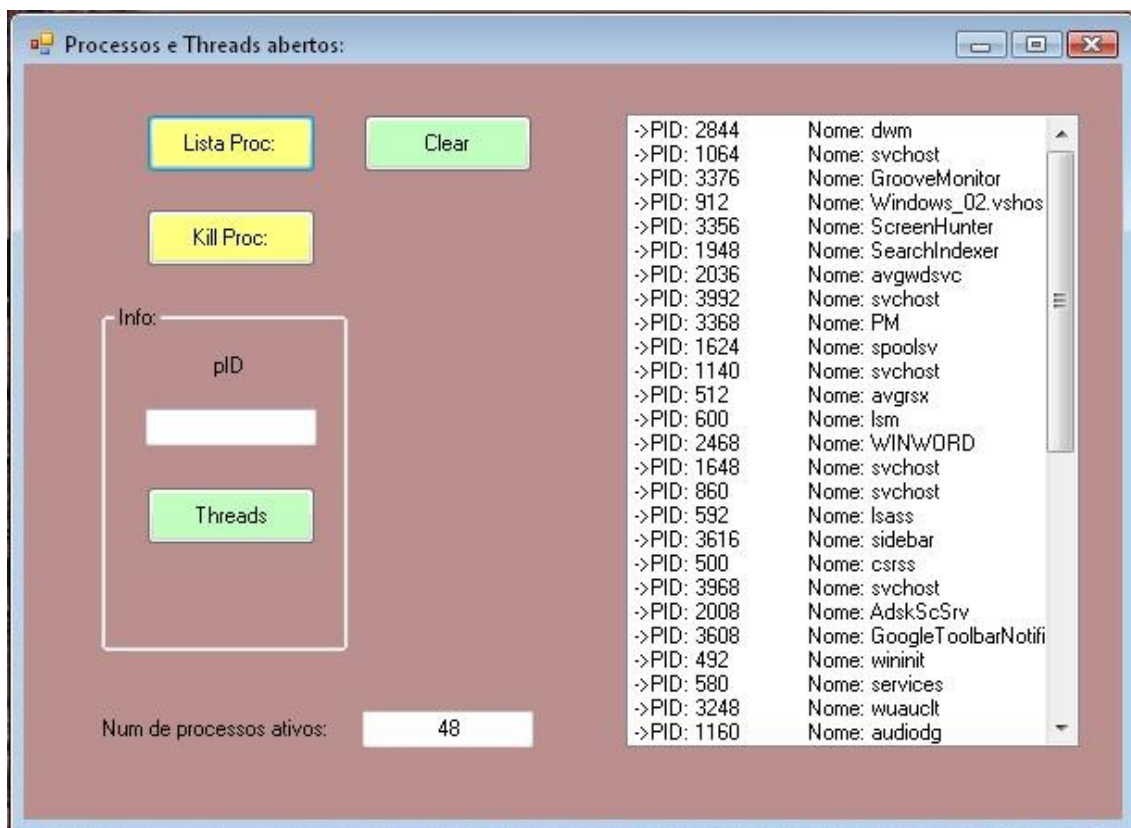 Processos e Threads abertos:
Lista Proc:
Clear
Kill Proc:
Info:
pID
Threads
Num de processos ativos:
48
->PID: 2844 Nome: dwm
->PID: 1064 Nome: svchost
->PID: 3376 Nome: GrooveMonitor
->PID: 912 Nome: Windows_02.vshos
->PID: 3356 Nome: ScreenHunter
->PID: 1948 Nome: SearchIndexer
->PID: 2036 Nome: avgwdsvc
->PID: 3992 Nome: svchost
->PID: 3368 Nome: PM
->PID: 1624 Nome: spoolsv
->PID: 1140 Nome: svchost
->PID: 512 Nome: avgrsx
->PID: 600 Nome: lsm
->PID: 2468 Nome: WINWORD
->PID: 1648 Nome: svchost
->PID: 860 Nome: svchost
->PID: 592 Nome: lsass
->PID: 3616 Nome: sidebar
->PID: 500 Nome: csrss
->PID: 3968 Nome: svchost
->PID: 2008 Nome: AdskScSrv
->PID: 3608 Nome: GoogleToolbarNotifi
->PID: 492 Nome: wininit
->PID: 580 Nome: services
->PID: 3248 Nome: wuauclt
->PID: 1160 Nome: audiodg